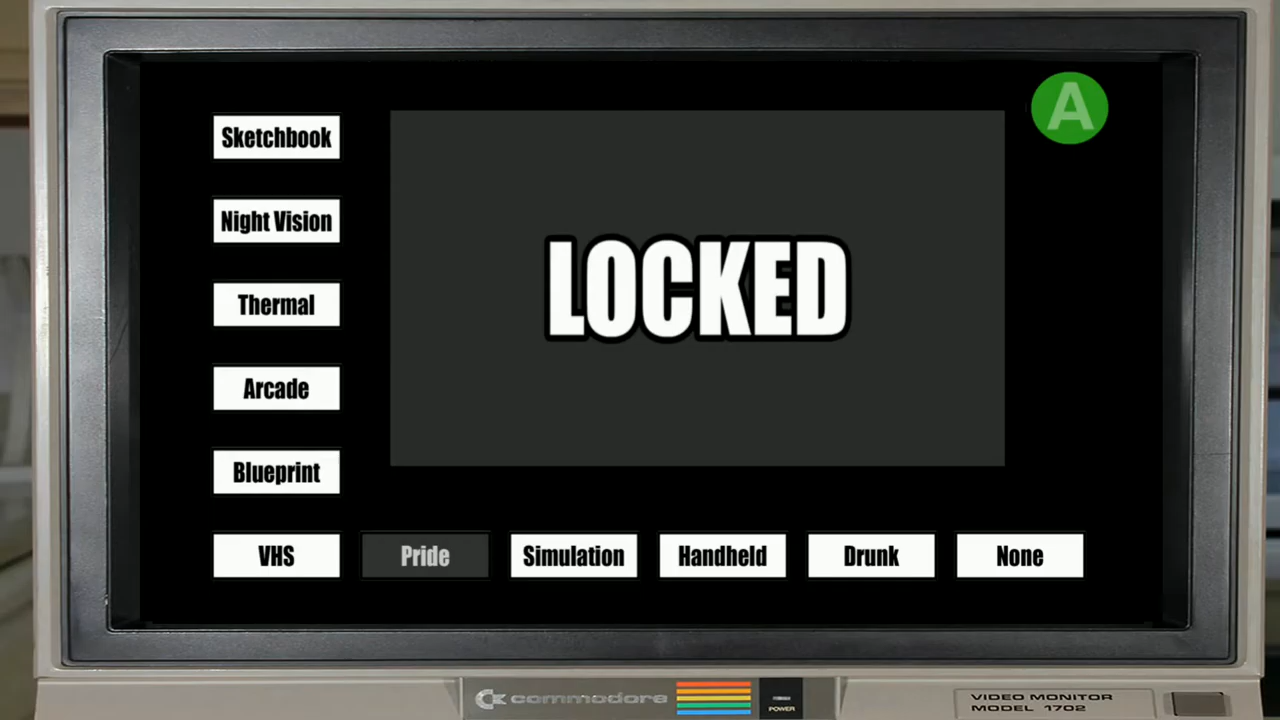 A
Sketchbook
LOCKED
Night Vision
Thermal
Arcade
Blueprint
VHS
Pride
Simulation
Handheld
Drunk
None
commodore
POWER
VIDEO MONITOR
MODEL 1702